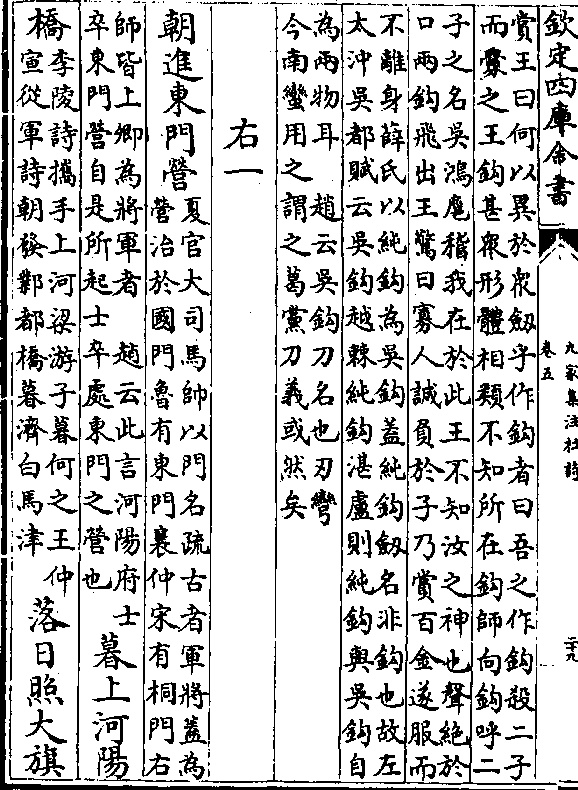 欽定四庫全書
九家集注杜詩
卷五
二十九
賞王曰何以異於衆劔乎作鈎者曰吾之作鈎殺二子
而釁之王鈎甚衆形體相類不知所在鈎師向鈎呼二
子之名吳鴻扈稽我在於此王不知汝之神也聲絶於
口兩鈎飛出王驚曰寡人誠負於子乃賞百金遂服而
不離身薛氏以純鈎為吳鈎盖純鈎劔名非鈎也故左
太沖吳都賦云吳鈎越棘純鈎湛盧則純鈎與吳鈎自
為兩物耳 趙云吳鈎刀名也刃彎
今南蠻用之謂之葛黨刀義或然矣
右一
朝進東門營
夏官大司馬帥以門名疏古者軍將盖為
營治於國門魯有東門襄仲宋有桐門右
師皆上卿為將軍者 趙云此言河陽府士
卒東門營自是所起士卒處東門之營也
暮上河陽
橋
李陵詩攜手上河梁游子暮何之王仲
宣從軍詩朝發鄴都橋暮濟白馬津
落日照大旗